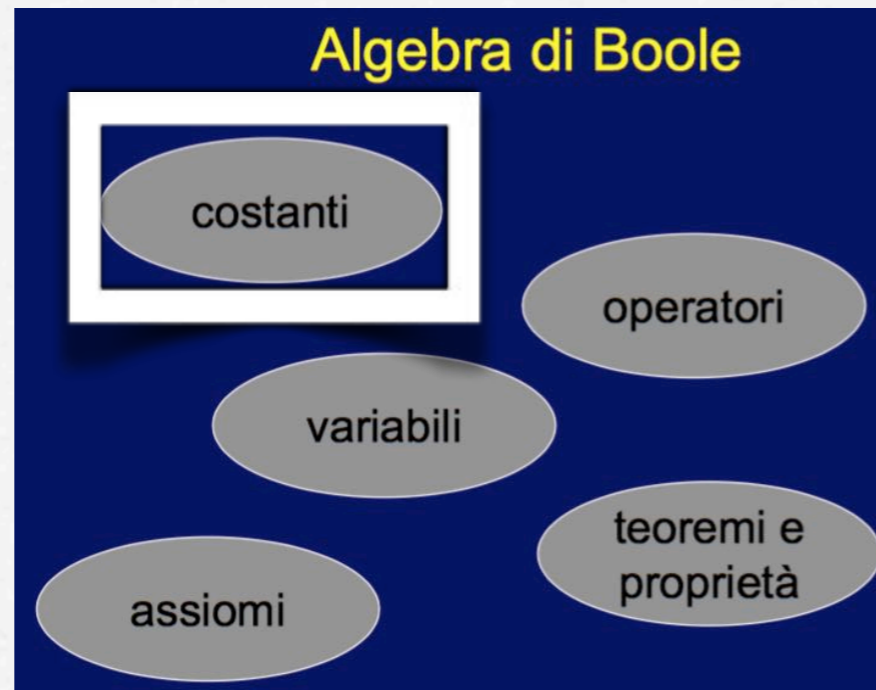 Algebra di Boole
costanti
operatori
variabili
teoremi e
proprietà
assiomi